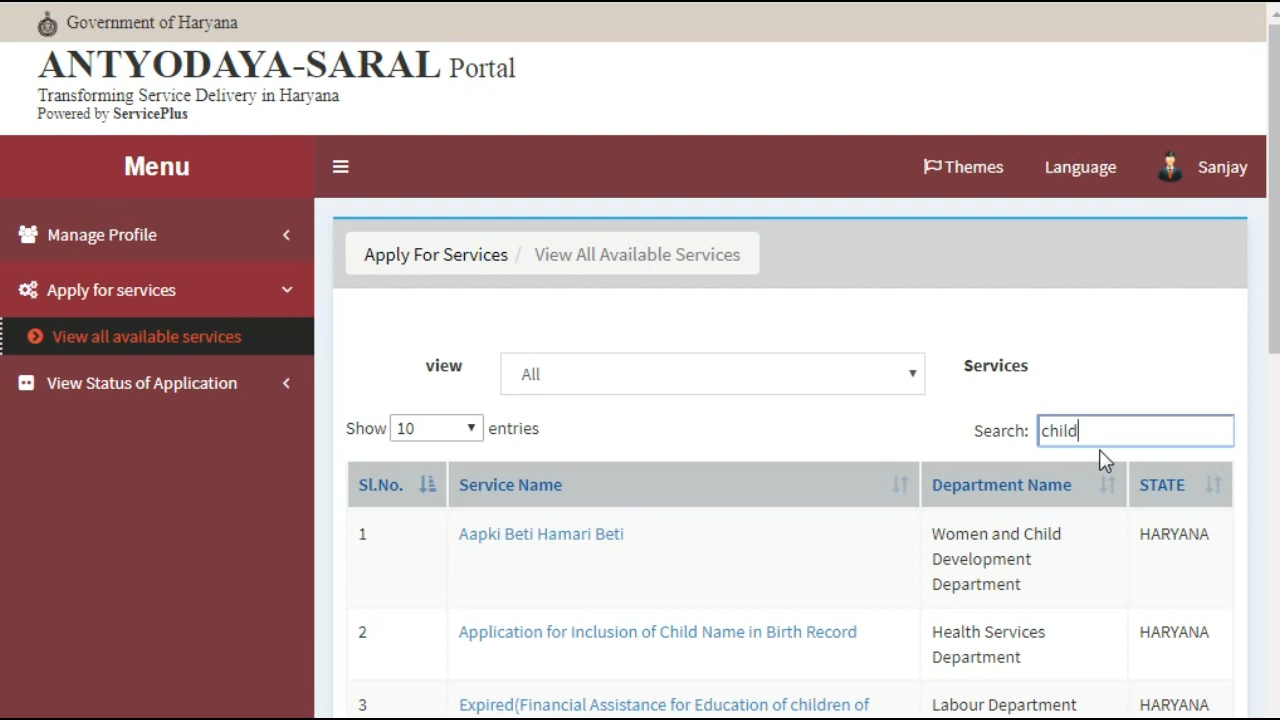 Government of Haryana
ANTYODAYA-SARAL Portal
Transforming Service Delivery in Haryana
Powered by ServicePlus
Menu
Themes Language Sanjay
Manage Profile
Apply for services
View all available services
View Status of Application
Apply For Services / View All Available Services
view All Services
Show 10 entries Search: child
Sl.No. Service Name Department Name STATE
1 Aapki Beti Hamari Beti Women and Child HARYANA
Development
Department
2 Application for Inclusion of Child Name in Birth Record Health Services HARYANA
Department
3 Expired(Financial Assistance for Education of children of Labour Department HARYANA